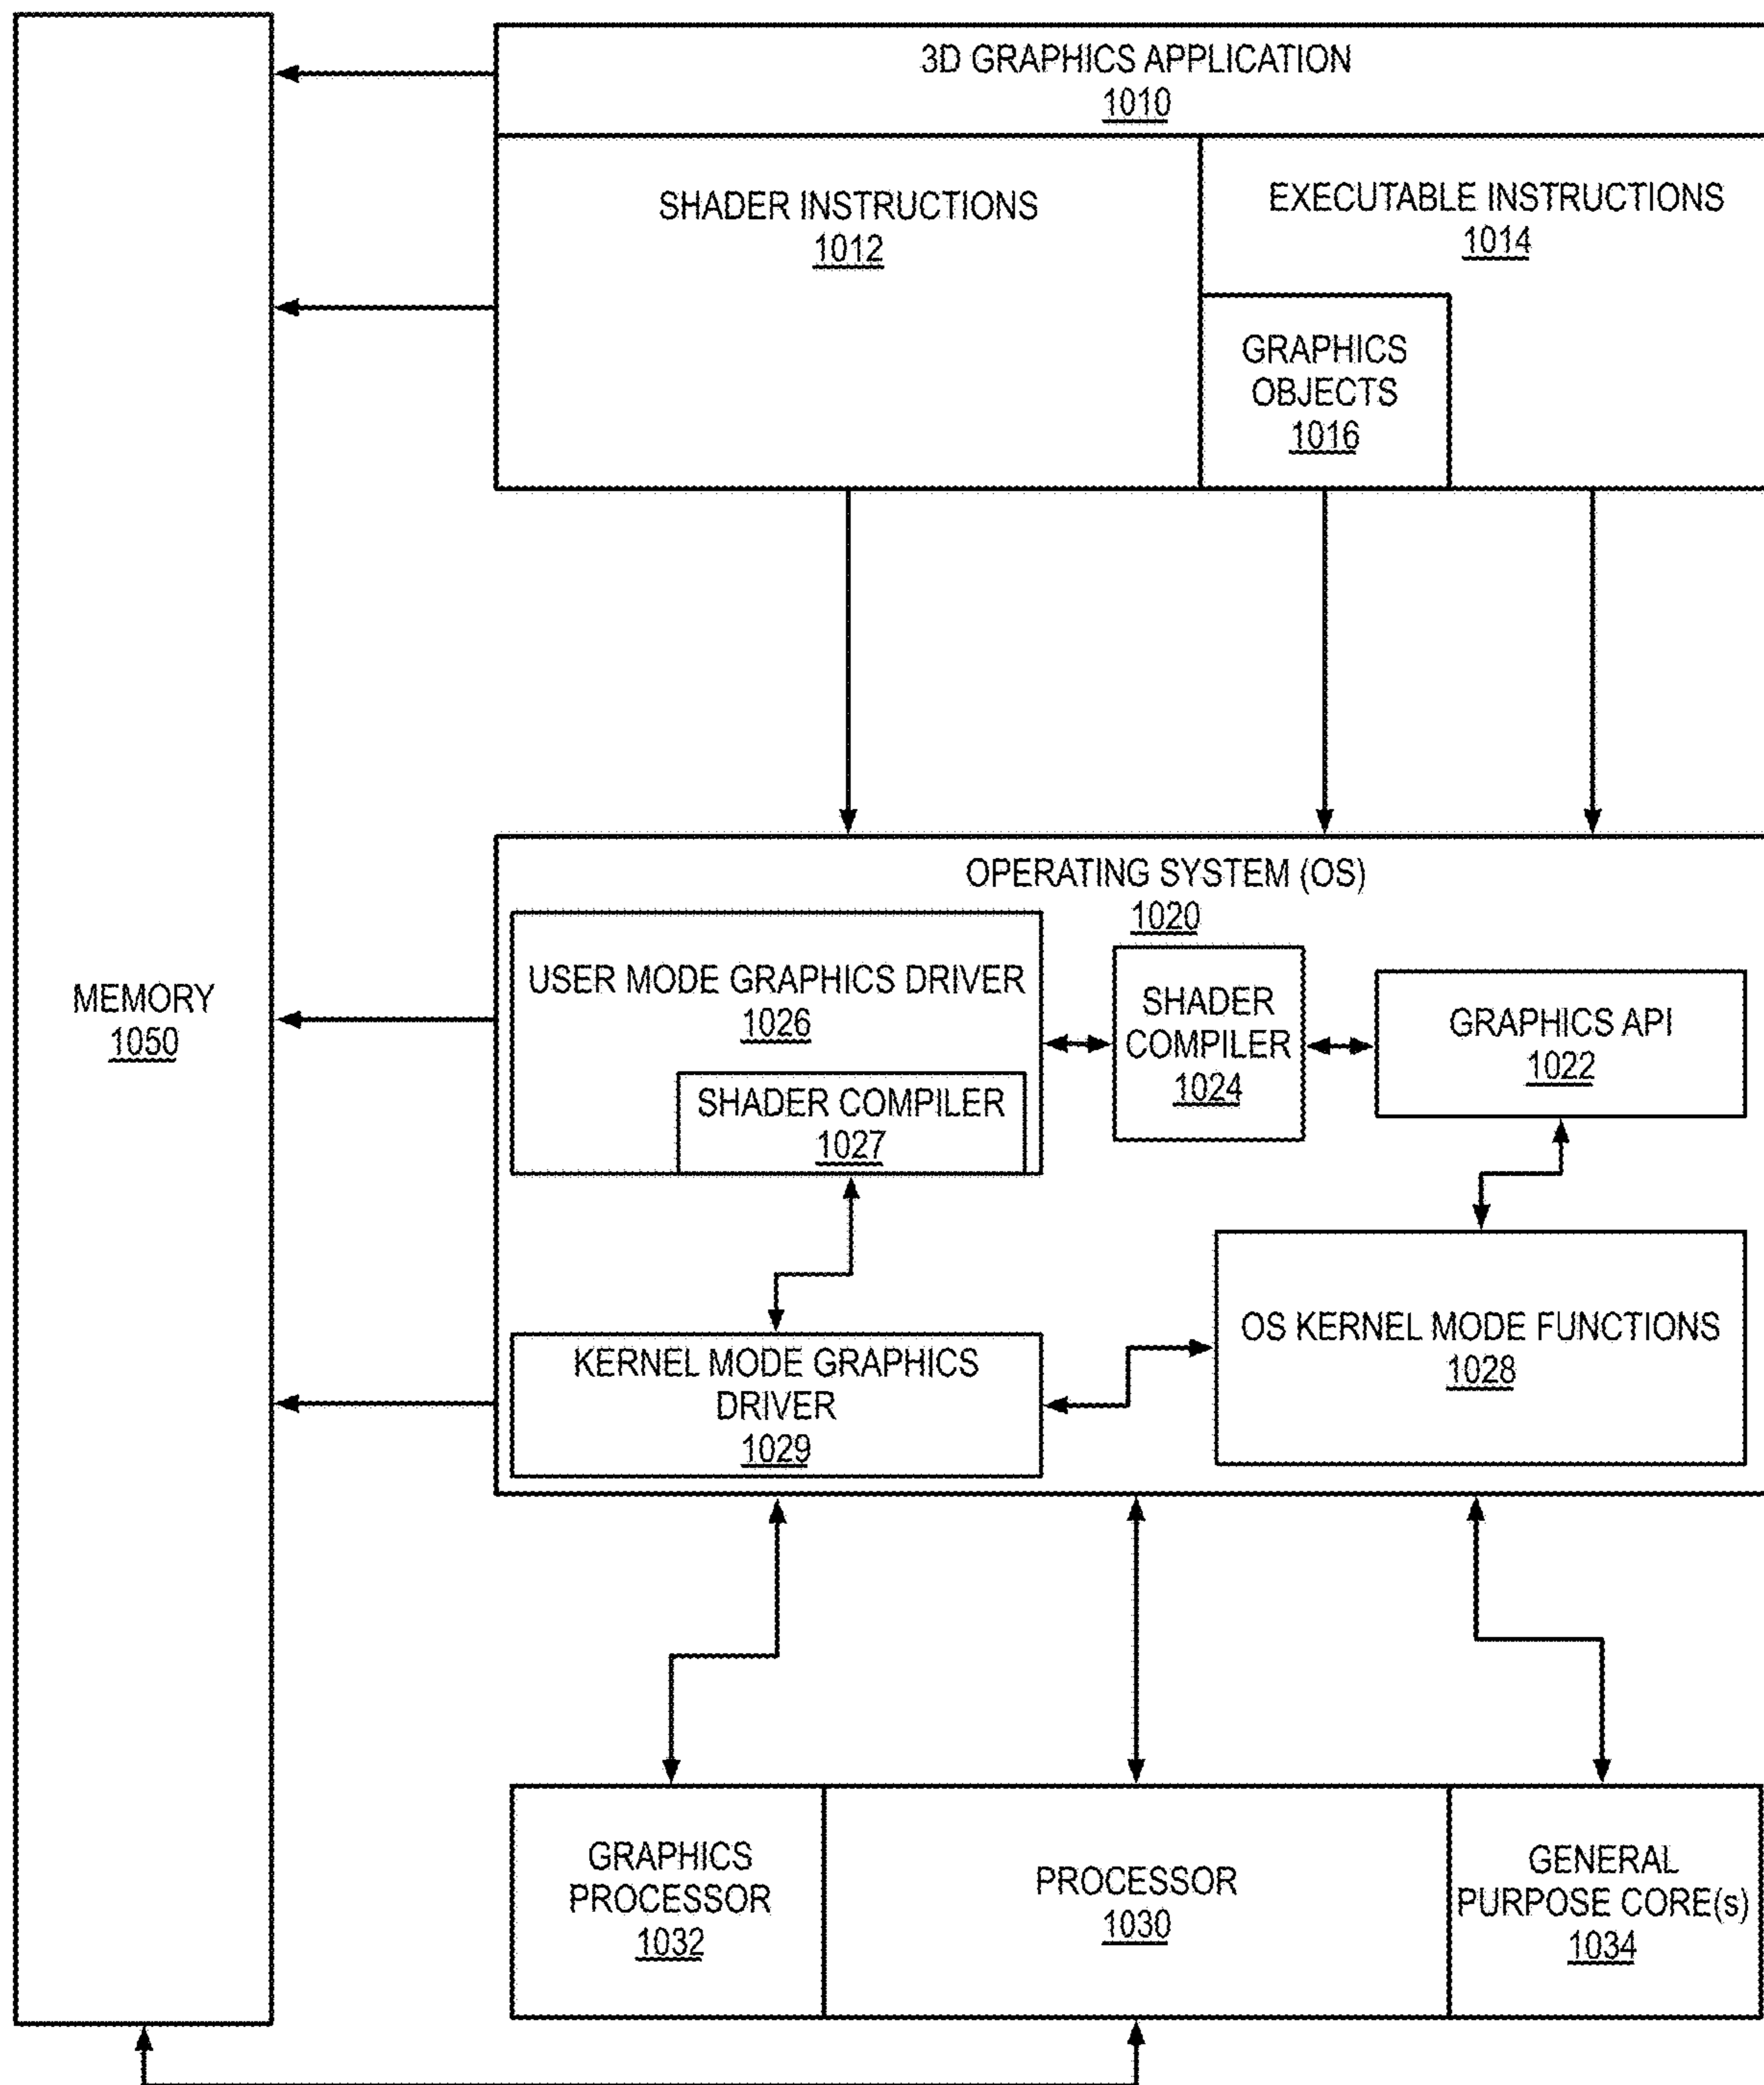 3D GRAPHICS APPLICATION
1010
SHADER INSTRUCTIONS
1012
EXECUTABLE INSTRUCTIONS
1014
GRAPHICS
OBJECTS
1016
MEMORY
1050
OPERATING SYSTEM (OS)
1020
USER MODE GRAPHICS DRIVER
1026
SHADER COMPILER
1027
SHADER
COMPILER
1024
GRAPHICS API
1022
KERNEL MODE GRAPHICS
DRIVER
1029
OS KERNEL MODE FUNCTIONS
1028
GRAPHICS
PROCESSOR
1032
PROCESSOR
1030
GENERAL
PURPOSE CORE(s)
1034